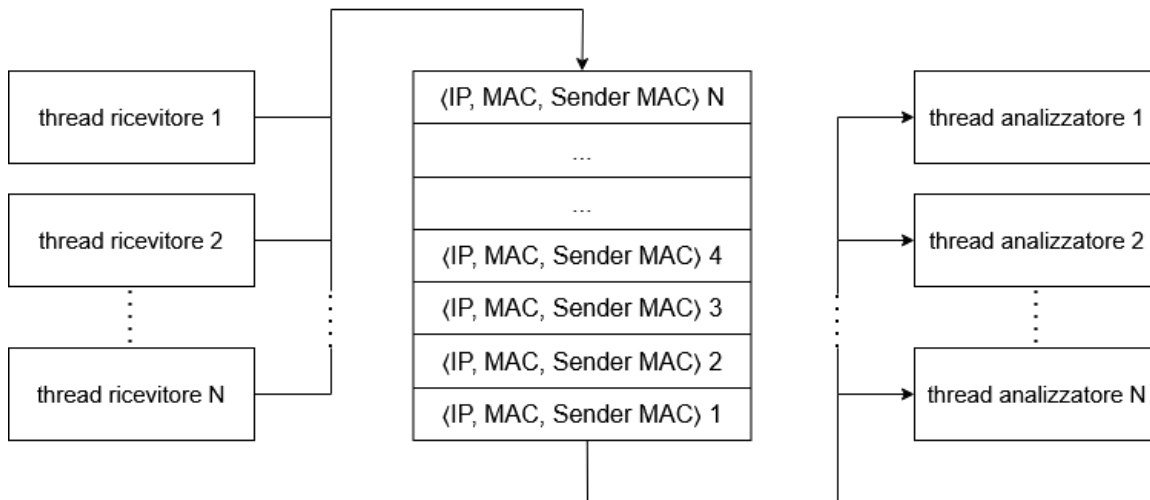 thread ricevitore 1
thread ricevitore 2
thread ricevitore N
⟨IP, MAC, Sender MAC⟩ N
...
...
⟨IP, MAC, Sender MAC⟩ 4
⟨IP, MAC, Sender MAC⟩ 3
⟨IP, MAC, Sender MAC⟩ 2
⟨IP, MAC, Sender MAC⟩ 1
thread analizzatore 1
thread analizzatore 2
thread analizzatore N